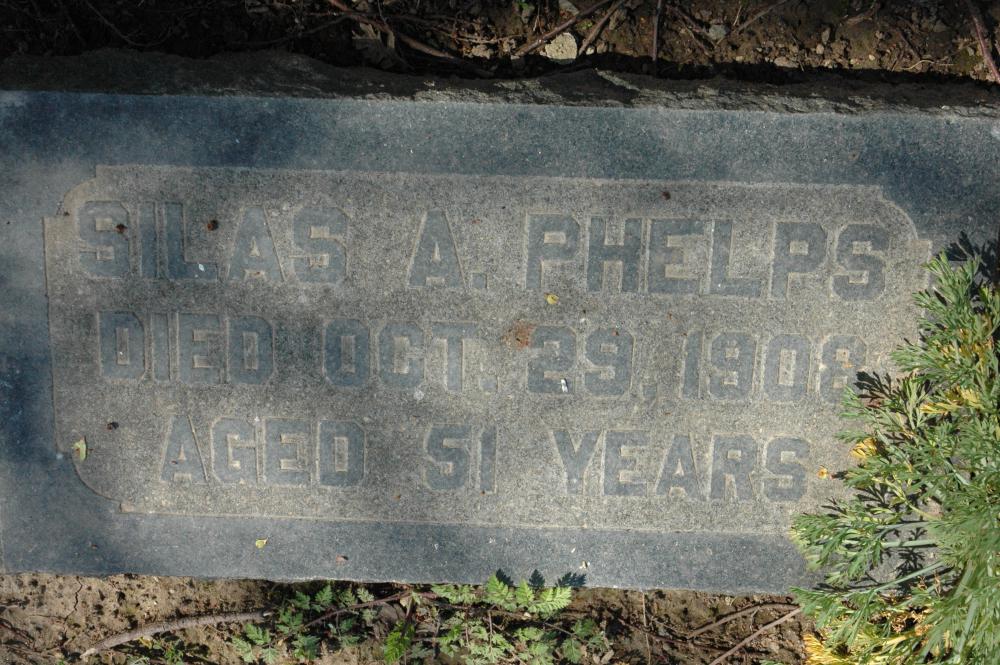 SILAS A. PHELPS
DIED OCT. 29, 1908
AGED 51 YEARS